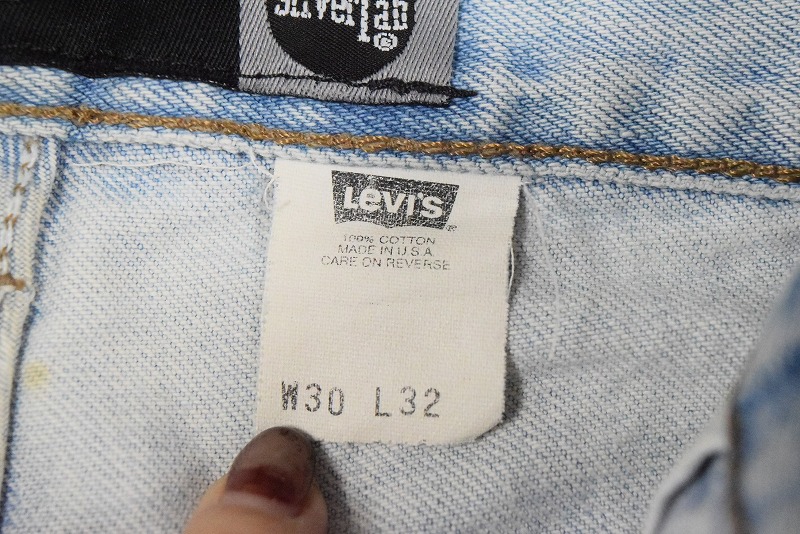 SilverTab
®
Levi's
®
100% COTTON
MADE IN U.S.A.
CARE ON REVERSE
W30 L32